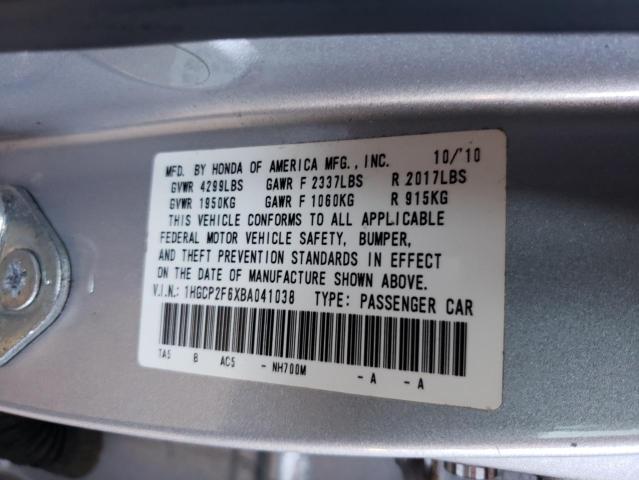 MFD. BY HONDA OF AMERICA MFG., INC. 10/'10
GVWR 4299LBS GAWR F 2337LBS R 2017LBS
GVWR 1950KG GAWR F 1060KG R 915KG
THIS VEHICLE CONFORMS TO ALL APPLICABLE
FEDERAL MOTOR VEHICLE SAFETY, BUMPER,
AND THEFT PREVENTION STANDARDS IN EFFECT
ON THE DATE OF MANUFACTURE SHOWN ABOVE.
V.I.N.: 1HGCP2F6XBA041038 TYPE: PASSENGER CAR
TA5 B AC5 - NH700M - A - A